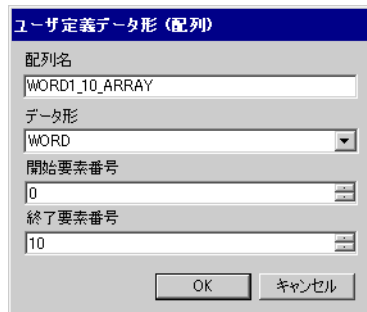 ユーザ定義データ形 (配列)
配列名
WORD1_10_ARRAY
データ形
WORD
開始要素番号
0
終了要素番号
10
OK キャンセル